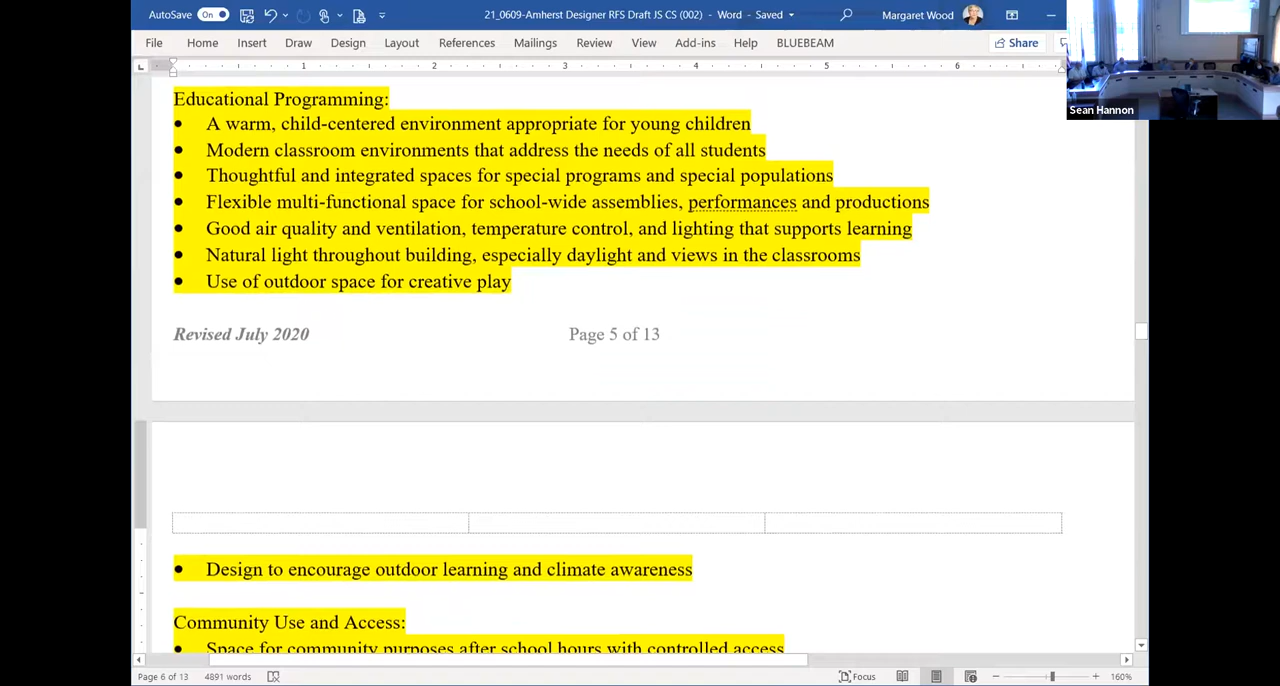 AutoSave On 21_0609-Amherst Designer RFS Draft JS CS (002) - Word - Saved Margaret Wood
File Home Insert Draw Design Layout References Mailings Review View Add-ins Help BLUEBEAM Share
Sean Hannon
1 2 3 4 5 6
Educational Programming:
• A warm, child-centered environment appropriate for young children
• Modern classroom environments that address the needs of all students
• Thoughtful and integrated spaces for special programs and special populations
• Flexible multi-functional space for school-wide assemblies, performances and productions
• Good air quality and ventilation, temperature control, and lighting that supports learning
• Natural light throughout building, especially daylight and views in the classrooms
• Use of outdoor space for creative play
Revised July 2020 Page 5 of 13
• Design to encourage outdoor learning and climate awareness
Community Use and Access:
• Space for community purposes after school hours with controlled access
Page 6 of 13 4891 words Focus 160%